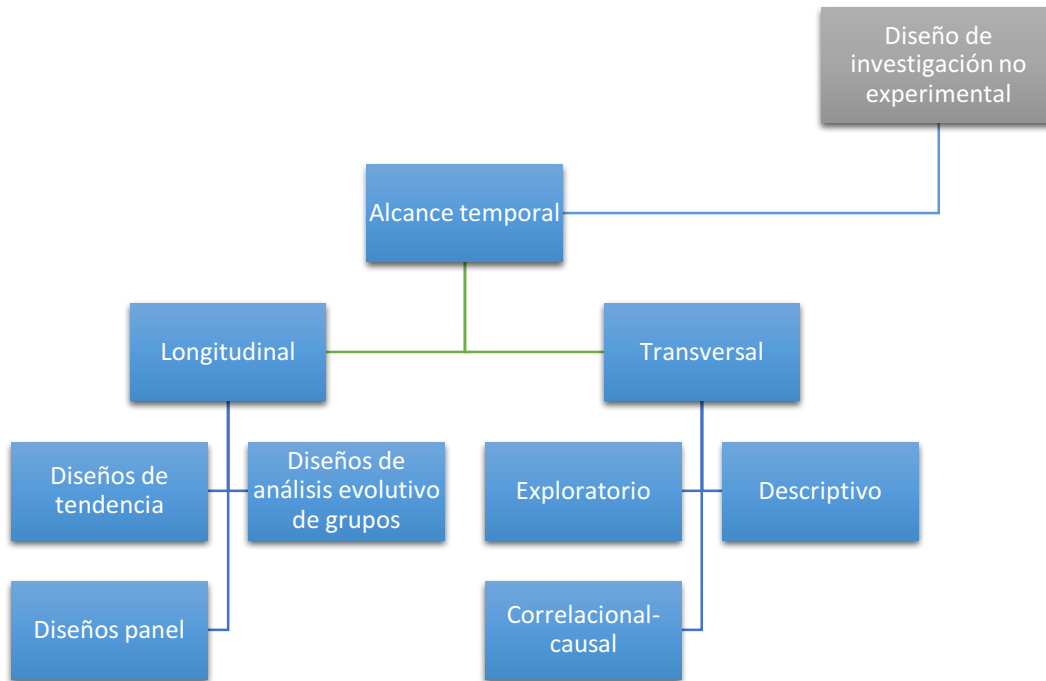 Diseño de
investigación no
experimental
Alcance temporal
Longitudinal
Transversal
Diseños de
tendencia
Diseños de
análisis evolutivo
de grupos
Exploratorio
Descriptivo
Diseños panel
Correlacional-
causal